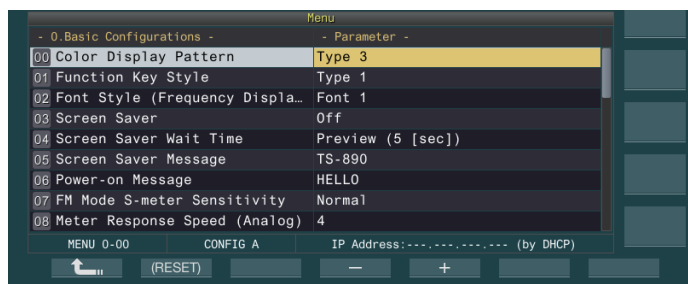 Menu
- 0.Basic Configurations - - Parameter -
00 Color Display Pattern Type 3
01 Function Key Style Type 1
02 Font Style (Frequency Displa… Font 1
03 Screen Saver Off
04 Screen Saver Wait Time Preview (5 [sec])
05 Screen Saver Message TS-890
06 Power-on Message HELLO
07 FM Mode S-meter Sensitivity Normal
08 Meter Response Speed (Analog) 4
MENU 0-00 CONFIG A IP Address:---.---.---.--- (by DHCP)
(RESET) − +